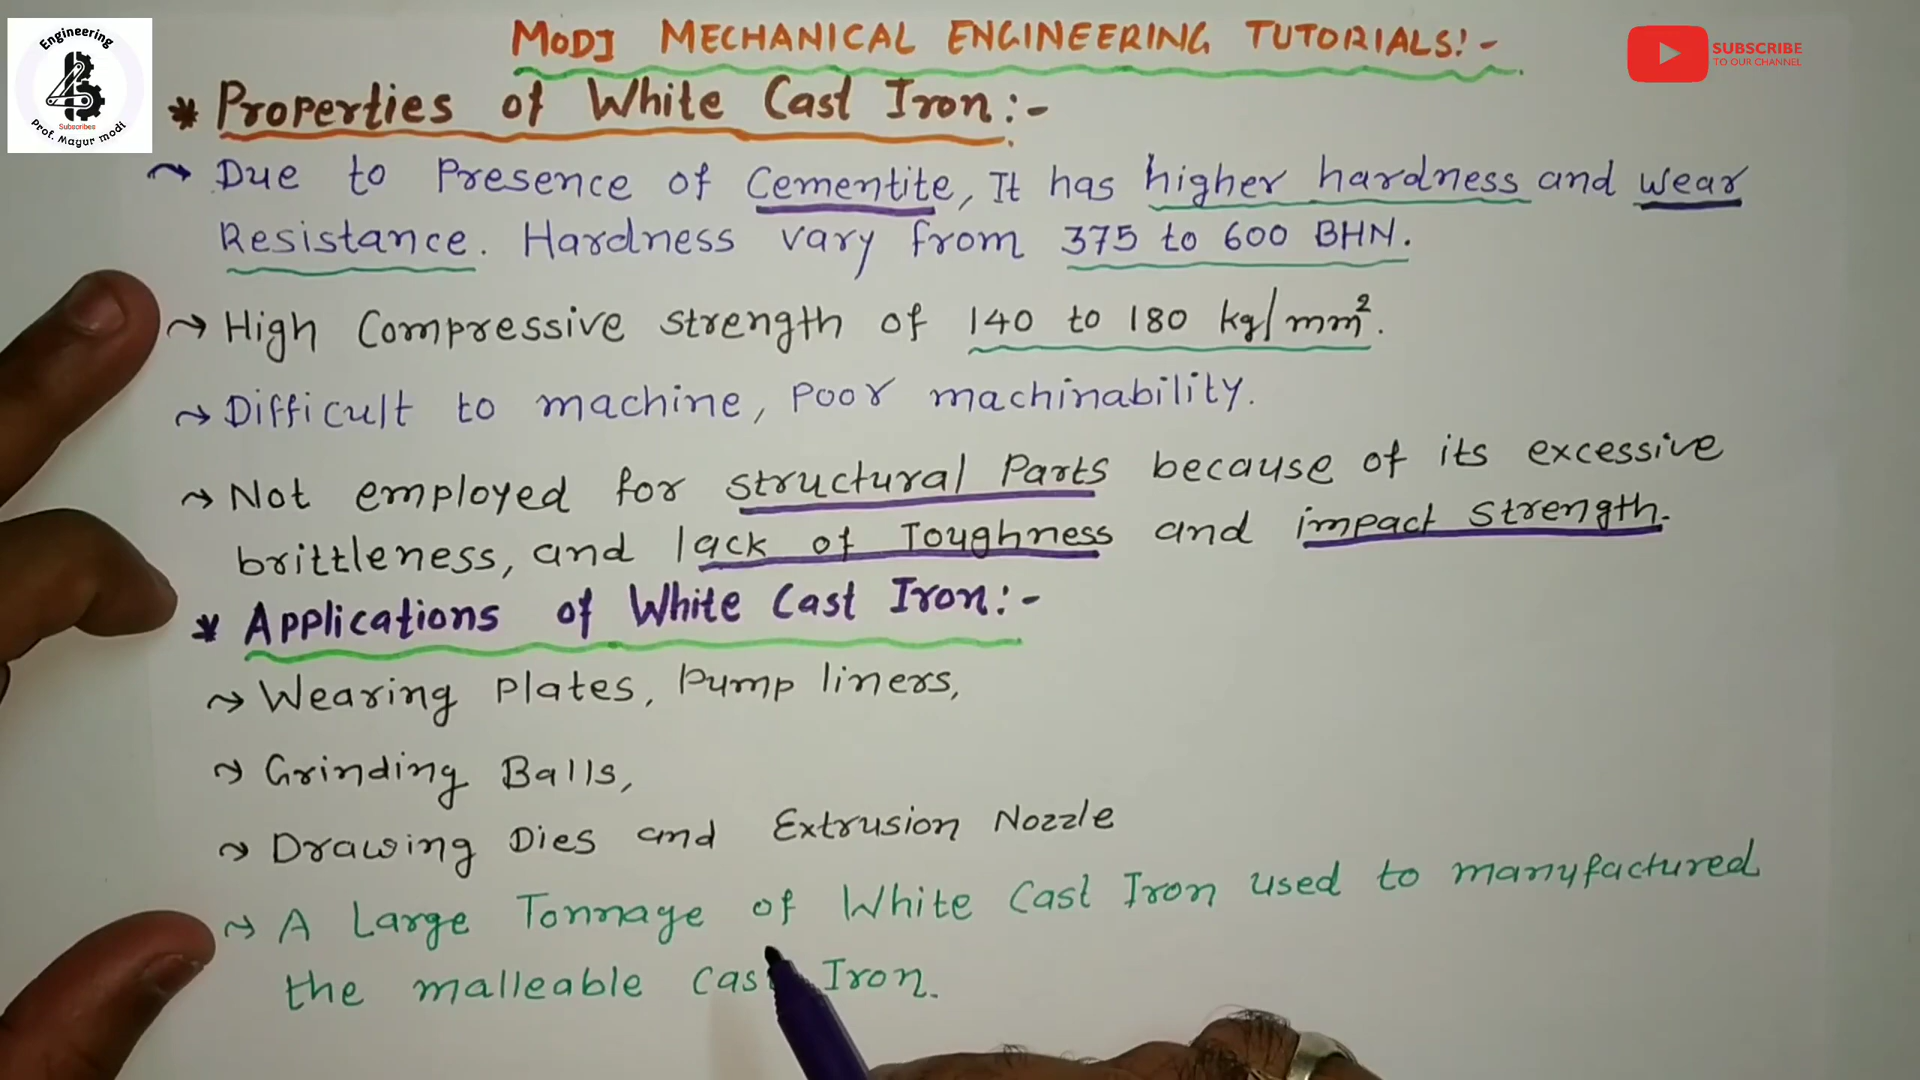 Engineering
Subscribes
Prof. Mayur modi
MODJ MECHANICAL ENGINEERING TUTORIALS!-
SUBSCRIBE
TO OUR CHANNEL
* Properties of White Cast Iron:-
→ Due to Presence of Cementite, It has higher hardness and wear
Resistance. Hardness vary from 375 to 600 BHN.
→ High Compressive strength of 140 to 180 kg/mm².
→ Difficult to machine, Poor machinability.
→ Not employed for structural Parts because of its excessive
brittleness, and lack of Toughness and impact strength.
* Applications of White Cast Iron:-
→ Wearing Plates, Pump liners,
→ Grinding Balls,
→ Drawing Dies and Extrusion Nozzle
→ A Large Tonnage of White Cast Iron used to manufactured
the malleable Cast Iron.